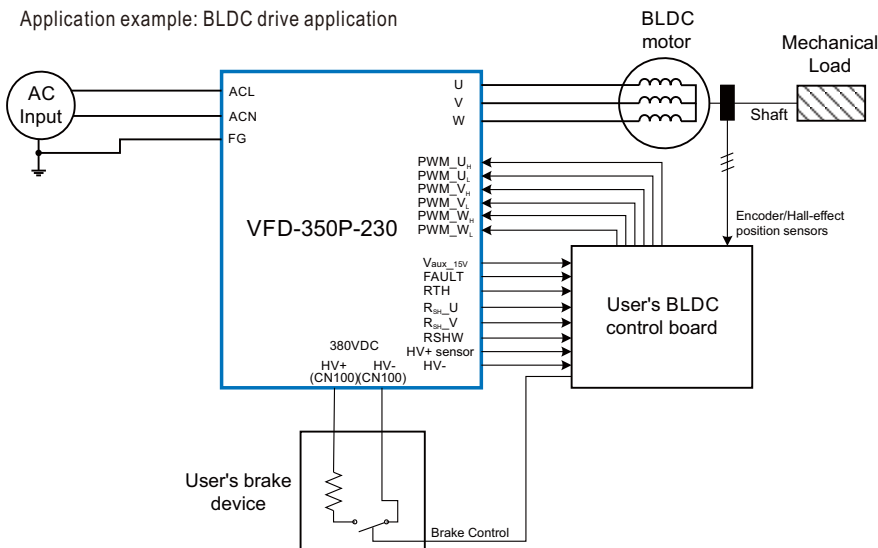 Application example: BLDC drive application
BLDC
motor
Mechanical
Load
AC
Input
ACL
ACN
FG
U
V
W
Shaft
PWM_UH
PWM_UL
PWM_VH
PWM_VL
PWM_WH
PWM_WL
VFD-350P-230
Encoder/Hall-effect
position sensors
Vaux_15V
FAULT
RTH
RSH_U
RSH_V
RSHW
HV+ sensor
HV-
User's BLDC
control board
380VDC
HV+ HV-
(CN100)(CN100)
User's brake
device
Brake Control